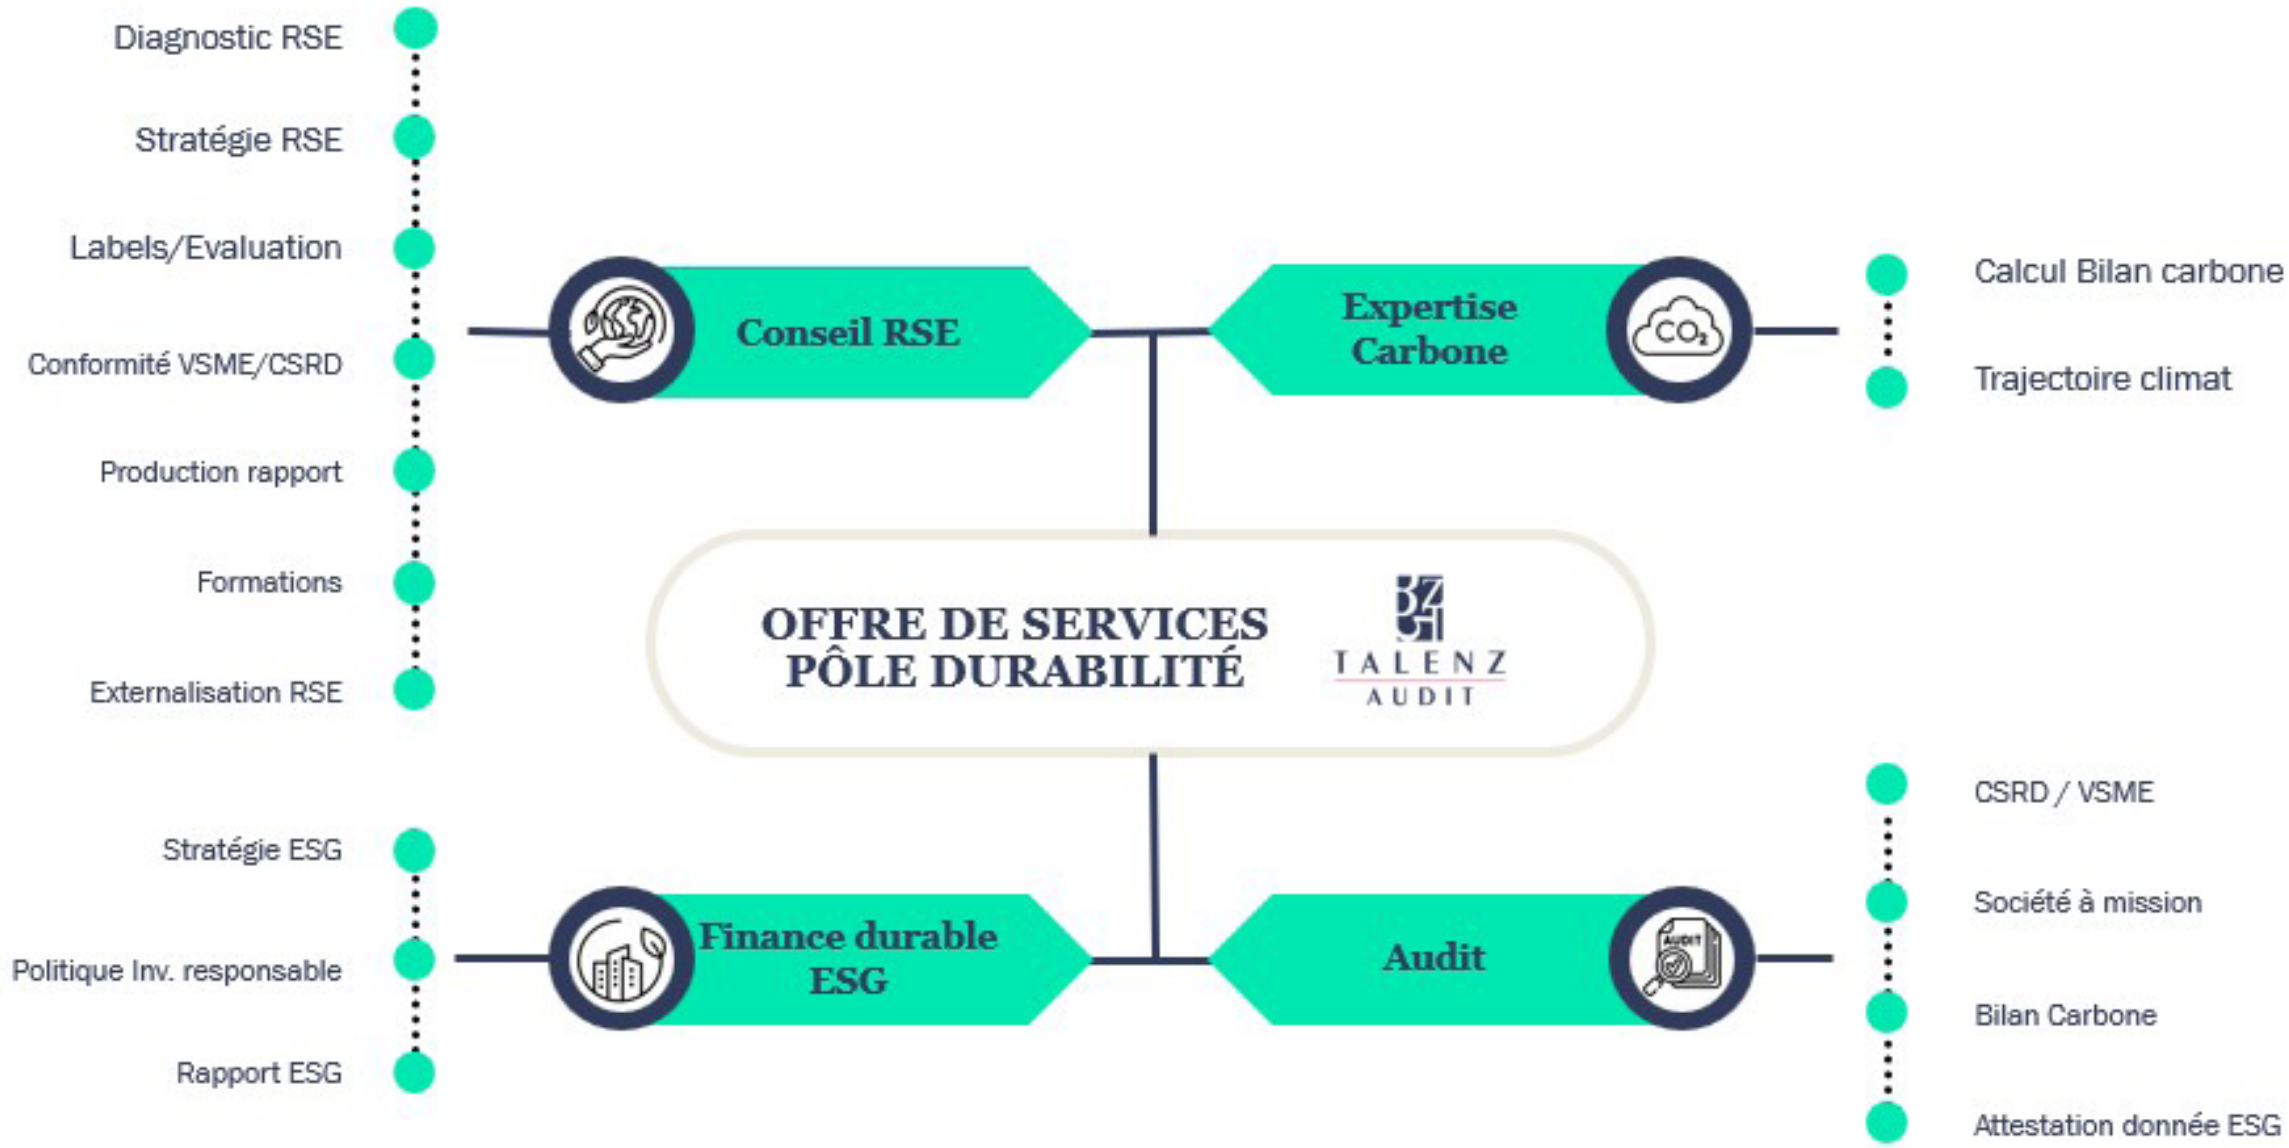 Diagnostic RSE
Stratégie RSE
Labels/Evaluation
Conformité VSME/CSRD
Production rapport
Formations
Externalisation RSE
Conseil RSE
Expertise
Carbone
CO₂
Calcul Bilan carbone
Trajectoire climat
OFFRE DE SERVICES
PÔLE DURABILITÉ
TALENZ
AUDIT
Stratégie ESG
Politique Inv. responsable
Rapport ESG
Finance durable
ESG
Audit
AUDIT
CSRD / VSME
Société à mission
Bilan Carbone
Attestation donnée ESG